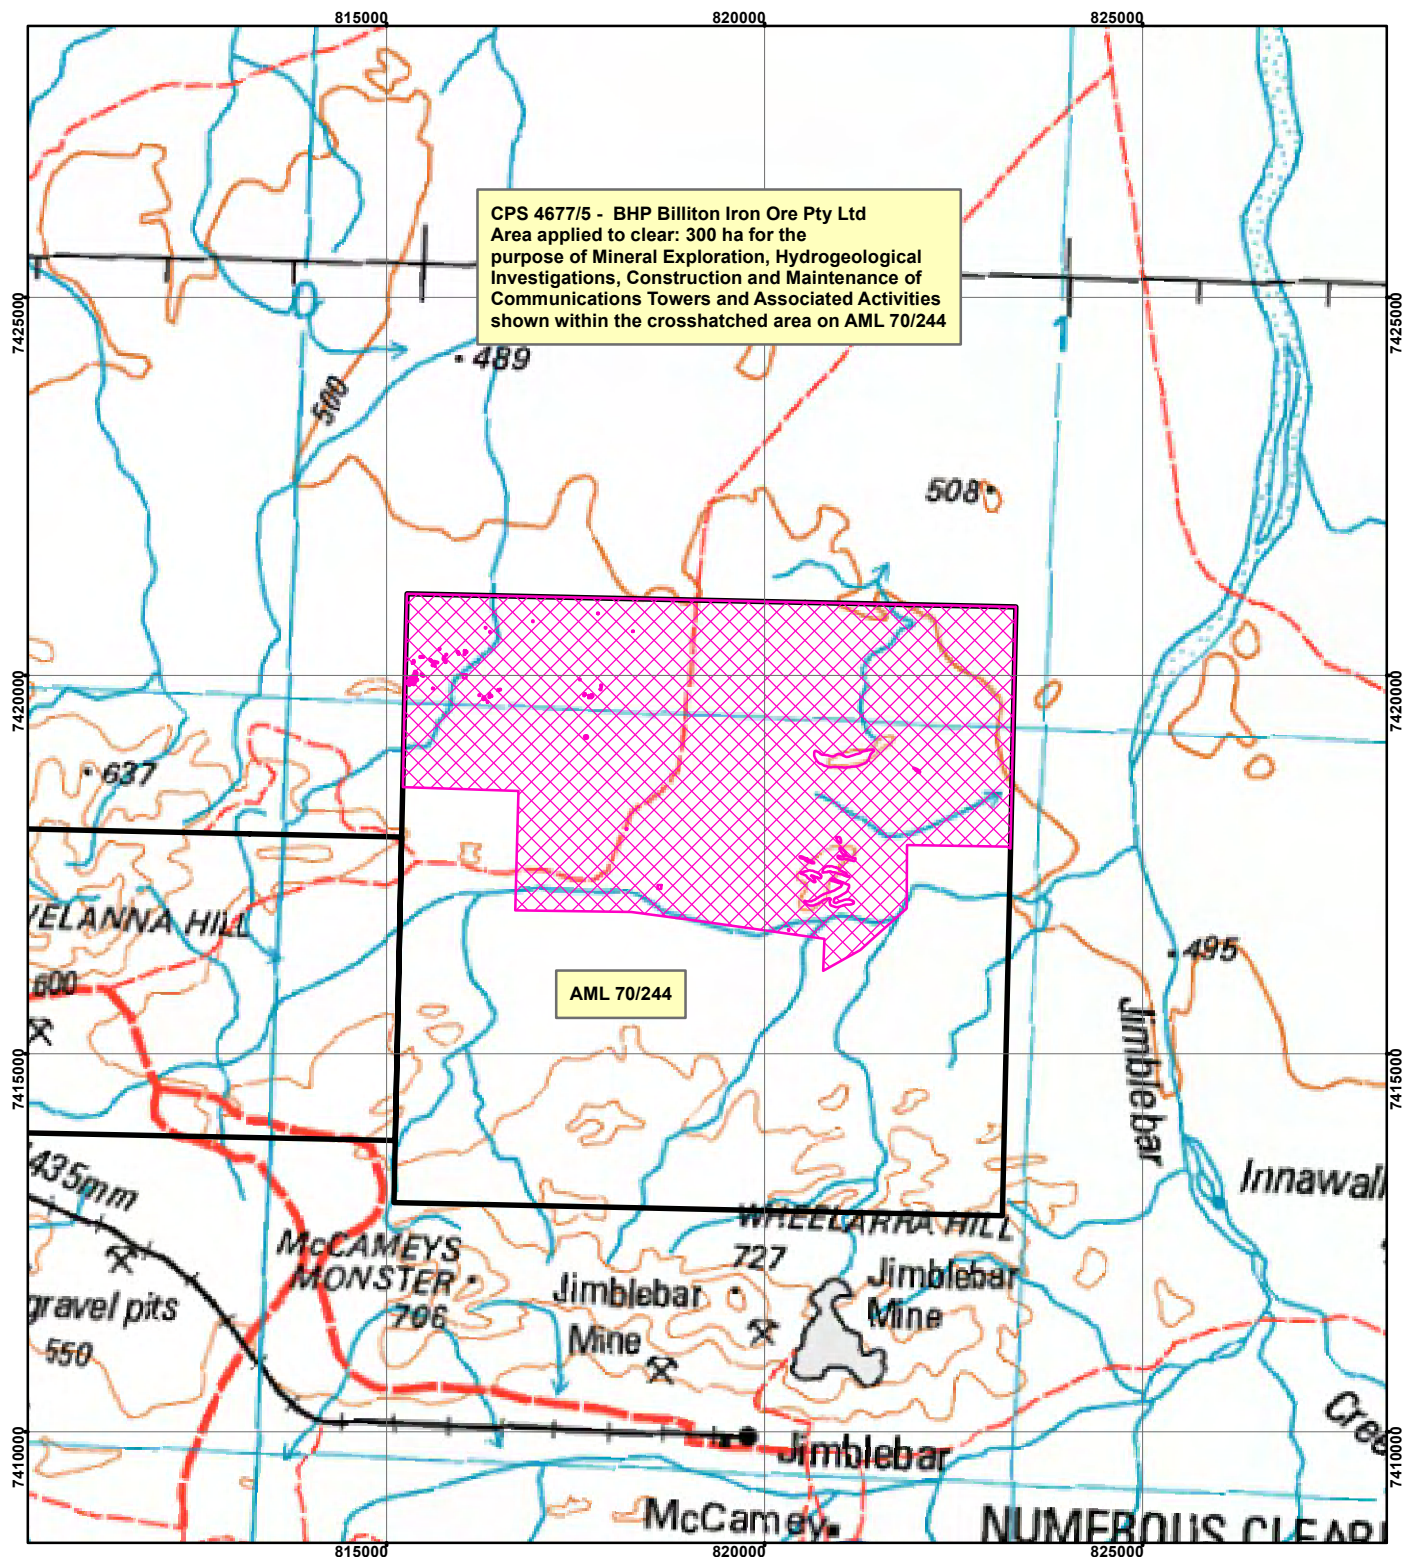 815000
820000
825000
CPS 4677/5 - BHP Billiton Iron Ore Pty Ltd
Area applied to clear: 300 ha for the
purpose of Mineral Exploration, Hydrogeological
Investigations, Construction and Maintenance of
Communications Towers and Associated Activities
shown within the crosshatched area on AML 70/244
7425000
7425000
489
500
508
7420000
7420000
637
VELANNA HILL
600
495
AML 70/244
7415000
7415000
Jimblebar
435mm
Innawall
WHEELARRA HILL
727
McCAMEYS
MONSTER
706
Jimblebar
Mine
Jimblebar
Mine
gravel pits
550
Cree
7410000
7410000
Jimblebar
McCamey
NUMEROUS CLEARI
815000
820000
825000